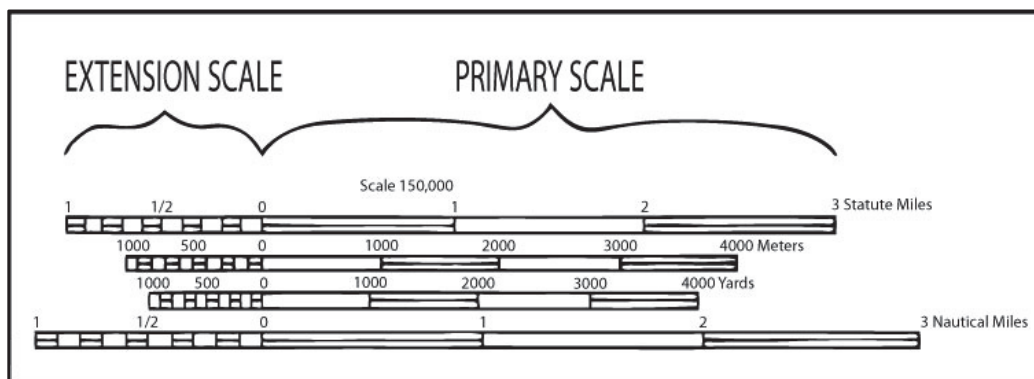 EXTENSION SCALE PRIMARY SCALE
Scale 150,000
1 1/2 0 1 2 3 Statute Miles
1000 500 0 1000 2000 3000 4000 Meters
1000 500 0 1000 2000 3000 4000 Yards
1 1/2 0 1 2 3 Nautical Miles